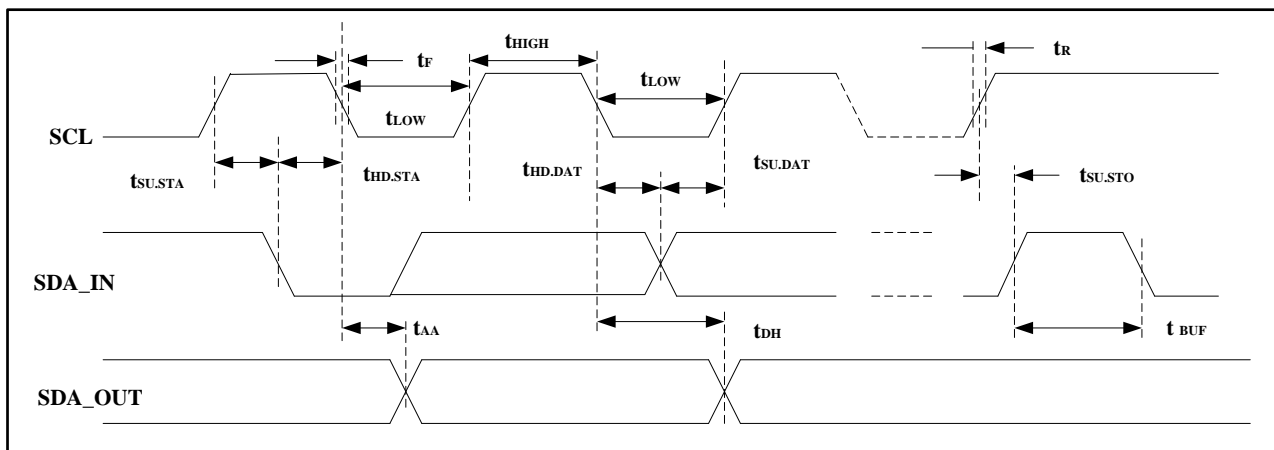 tHIGH
tF
tR
tLOW
tLOW
SCL
tSU.STA
tHD.STA
tHD.DAT
tSU.DAT
tSU.STO
SDA_IN
tAA
tDH
t BUF
SDA_OUT